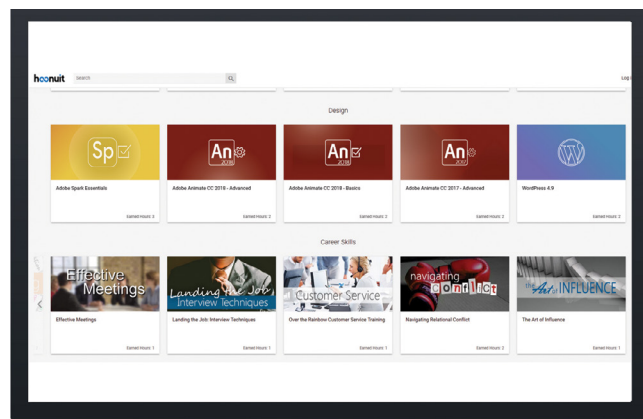 hoonuit
Search
Log
Design
Sp
An
2018
An
2018
An
2017
W
Adobe Spark Essentials
Adobe Animate CC 2018 - Advanced
Adobe Animate CC 2018 - Basics
Adobe Animate CC 2017 - Advanced
WordPress 4.9
Earned Hours: 2
Earned Hours: 2
Earned Hours: 2
Earned Hours: 2
Career Skills
Effective
Meetings
Landing the Job:
Interview Techniques
Customer Service
navigating
conflict
the Art of INFLUENCE
Effective Meetings
Landing the Job: Interview Techniques
Over the Rainbow Customer Service Training
Navigating Relational Conflict
The Art of Influence
Earned Hours: 1
Earned Hours: 1
Earned Hours: 1
Earned Hours: 2
Earned Hours: 1